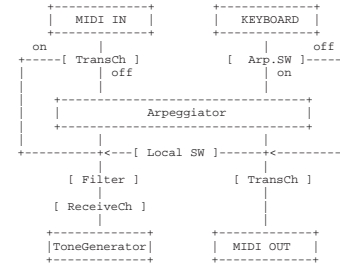 MIDI IN KEYBOARD
on off
[ TransCh ] [ Arp.SW ]
off on
Arpeggiator
[ Local SW ]
[ Filter ] [ TransCh ]
[ ReceiveCh ]
ToneGenerator MIDI OUT